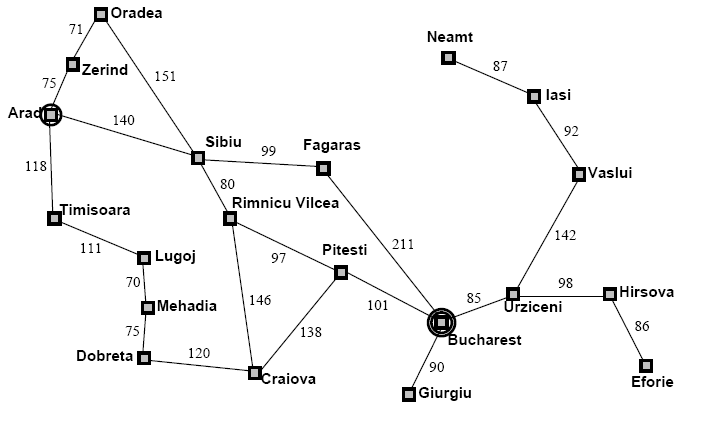 Oradea
71
Neamt
Zerind
87
75
151
Iasi
Arad
140
92
Sibiu
Fagaras
99
118
Vaslui
80
Rimnicu Vilcea
Timisoara
142
211
111
Lugoj
97
Pitesti
70
98
Hirsova
146
101
85
Mehadia
Urziceni
75
138
86
Bucharest
120
Dobreta
90
Craiova
Eforie
Giurgiu